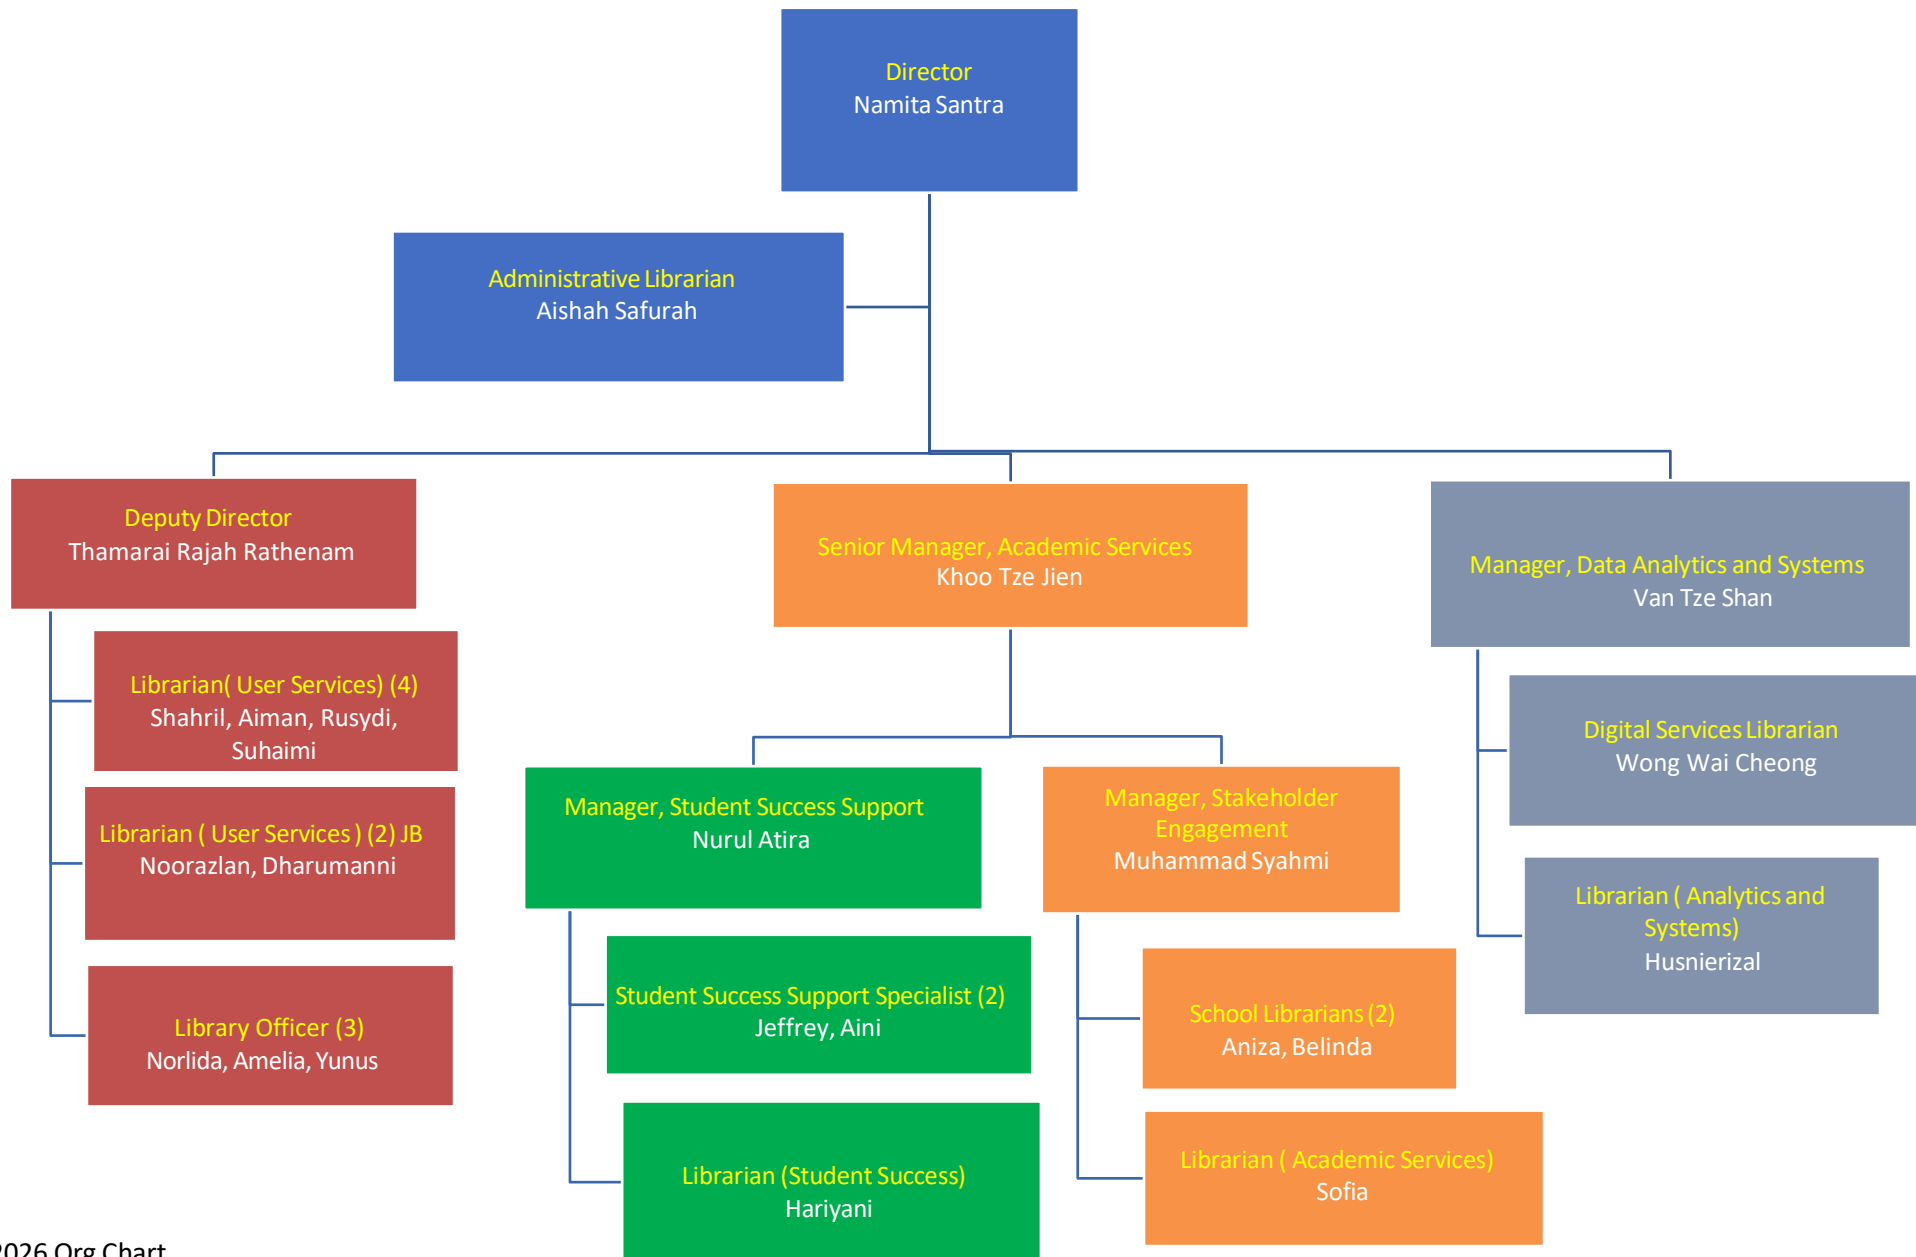 Director
Namita Santra
Administrative Librarian
Aishah Safurah
Deputy Director
Thamarai Rajah Rathenam
Senior Manager, Academic Services
Khoo Tze Jien
Manager, Data Analytics and Systems
Van Tze Shan
Librarian( User Services) (4)
Shahril, Aiman, Rusydi,
Suhaimi
Librarian ( User Services ) (2) JB
Noorazlan, Dharumanni
Library Officer (3)
Norlida, Amelia, Yunus
Manager, Student Success Support
Nurul Atira
Student Success Support Specialist (2)
Jeffrey, Aini
Librarian (Student Success)
Hariyani
Manager, Stakeholder
Engagement
Muhammad Syahmi
School Librarians (2)
Aniza, Belinda
Librarian ( Academic Services)
Sofia
Digital Services Librarian
Wong Wai Cheong
Librarian ( Analytics and
Systems)
Husnierizal
2026 Org Chart